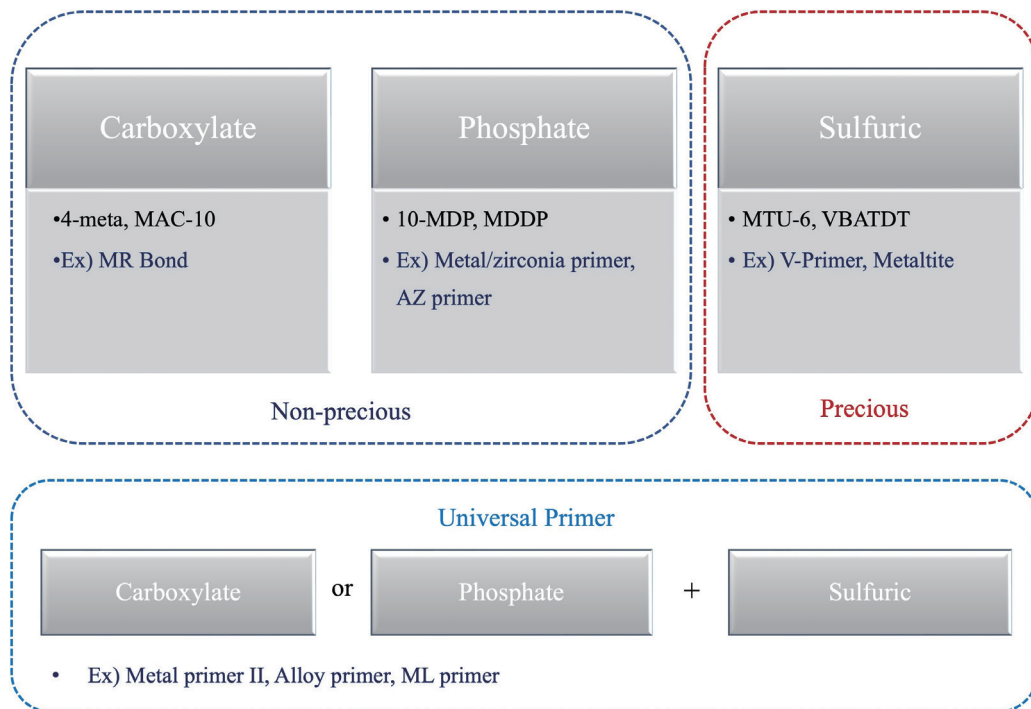 Carboxylate
•4-meta, MAC-10
•Ex) MR Bond
Phosphate
• 10-MDP, MDDP
• Ex) Metal/zirconia primer,
AZ primer
Non-precious
Sulfuric
• MTU-6, VBATDT
• Ex) V-Primer, Metaltite
Precious
Universal Primer
Carboxylate or Phosphate + Sulfuric
• Ex) Metal primer II, Alloy primer, ML primer